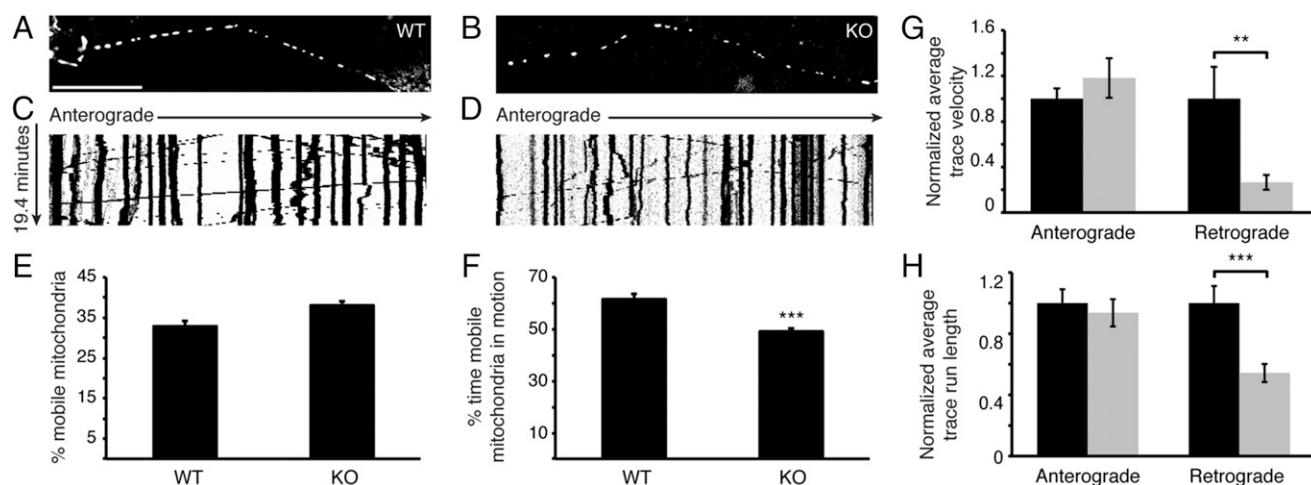 A
WT
B
KO
C
Anterograde
19.4 minutes
D
Anterograde
E
% mobile mitochondria
45
35
25
15
5
WT
KO
F
% time mobile
mitochondria in motion
70
50
30
10
***
WT
KO
G
Normalized average
trace velocity
1.6
1.2
0.8
0.4
0
**
Anterograde
Retrograde
H
Normalized average
trace run length
1.2
0.8
0.4
0
***
Anterograde
Retrograde